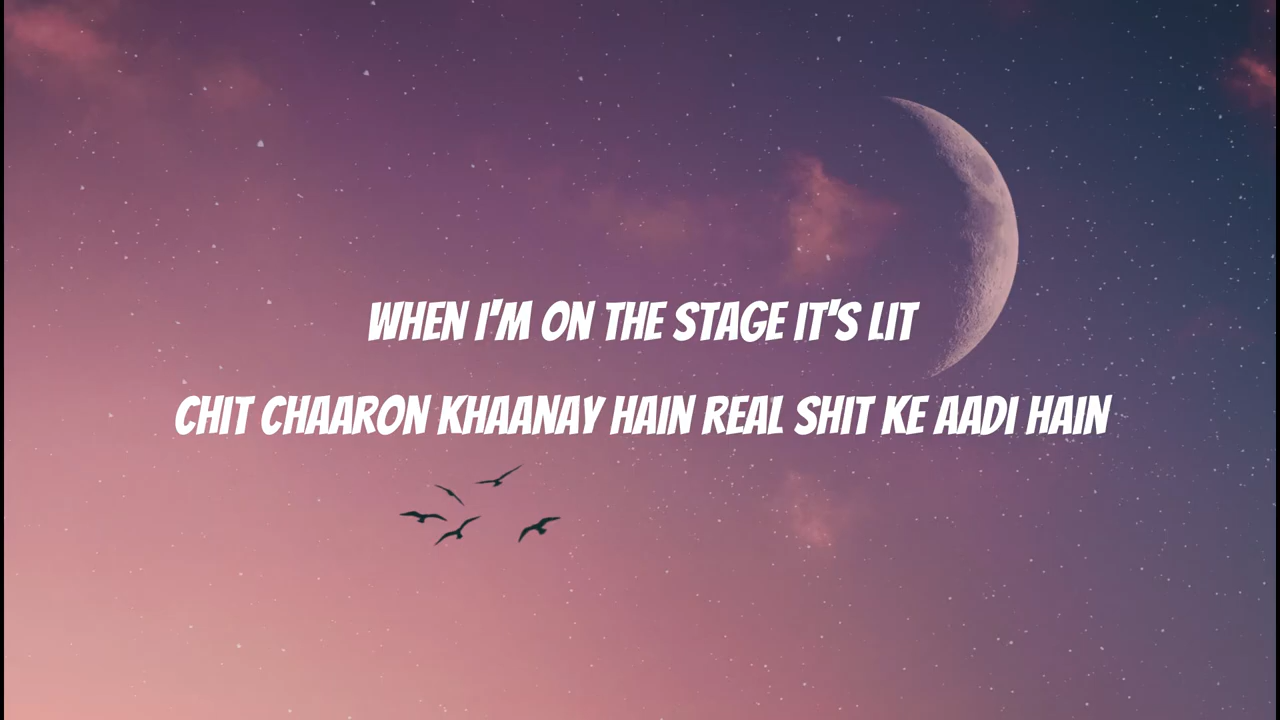 WHEN I'M ON THE STAGE IT'S LIT
CHIT CHAARON KHAANAY HAIN REAL SHIT KE AADI HAIN